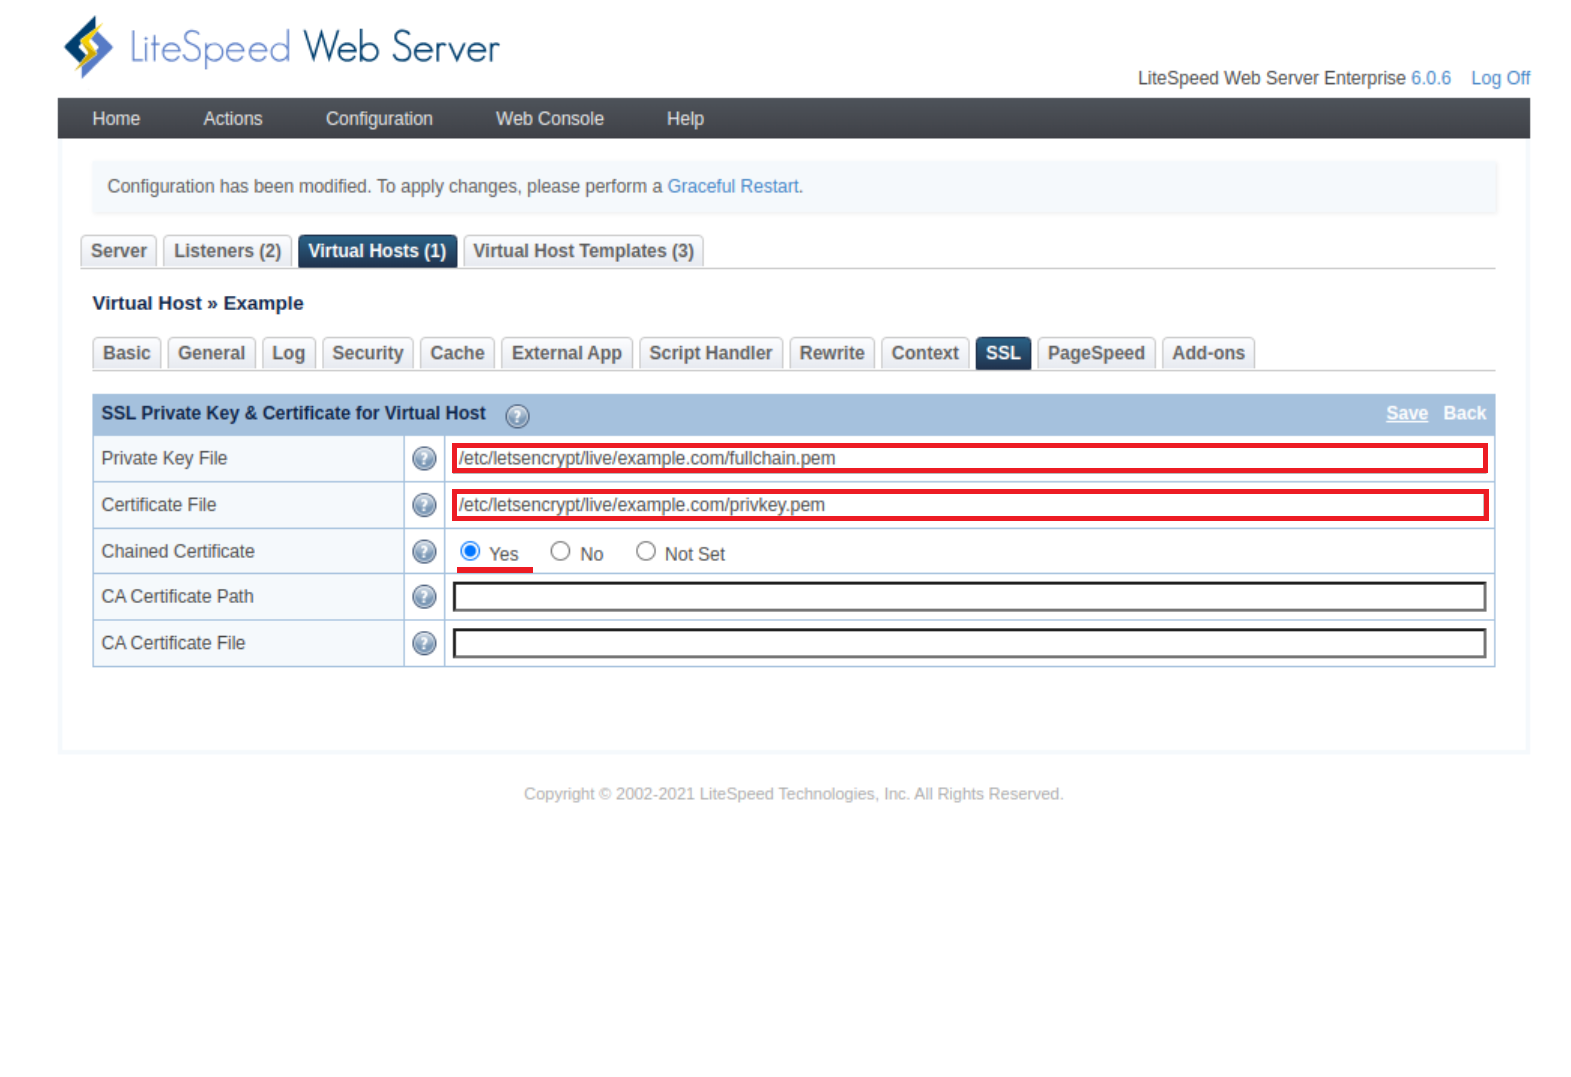 LiteSpeed Web Server
LiteSpeed Web Server Enterprise 6.0.6 Log Off
Home Actions Configuration Web Console Help
Configuration has been modified. To apply changes, please perform a Graceful Restart.
Server Listeners (2) Virtual Hosts (1) Virtual Host Templates (3)
Virtual Host » Example
Basic General Log Security Cache External App Script Handler Rewrite Context SSL PageSpeed Add-ons
SSL Private Key & Certificate for Virtual Host ? Save Back
Private Key File ? /etc/letsencrypt/live/example.com/fullchain.pem
Certificate File ? /etc/letsencrypt/live/example.com/privkey.pem
Chained Certificate ? Yes No Not Set
CA Certificate Path ?
CA Certificate File ?
Copyright © 2002-2021 LiteSpeed Technologies, Inc. All Rights Reserved.